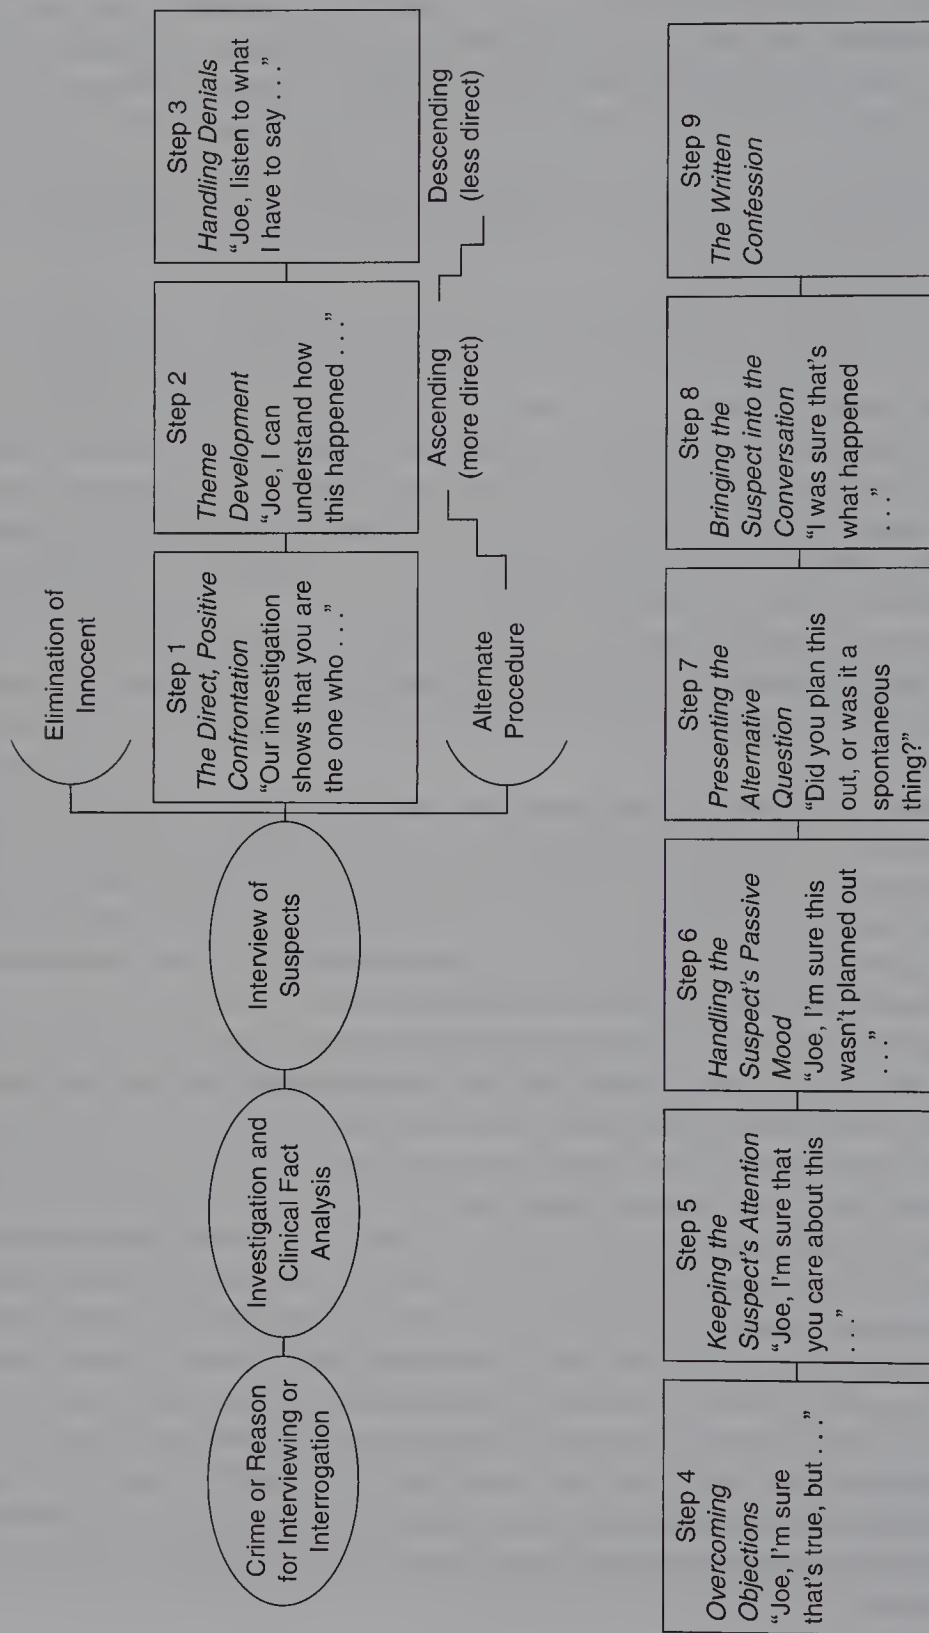 Crime or Reason
for Interviewing or
Interrogation
Investigation and
Clinical Fact
Analysis
Interview of
Suspects
Elimination of
Innocent
Step 1
The Direct, Positive
Confrontation
“Our investigation
shows that you are
the one who . . .”
Step 2
Theme
Development
“Joe, I can
understand how
this happened . . .”
Step 3
Handling Denials
“Joe, listen to what
I have to say . . .”
Alternate
Procedure
Ascending
(more direct)
Descending
(less direct)
Step 4
Overcoming
Objections
“Joe, I’m sure
that’s true, but . . .”
Step 5
Keeping the
Suspect’s Attention
“Joe, I’m sure that
you care about this
. . .”
Step 6
Handling the
Suspect’s Passive
Mood
“Joe, I’m sure this
wasn’t planned out
. . .”
Step 7
Presenting the
Alternative
Question
“Did you plan this
out, or was it a
spontaneous
thing?”
Step 8
Bringing the
Suspect into the
Conversation
“I was sure that’s
what happened
. . .”
Step 9
The Written
Confession